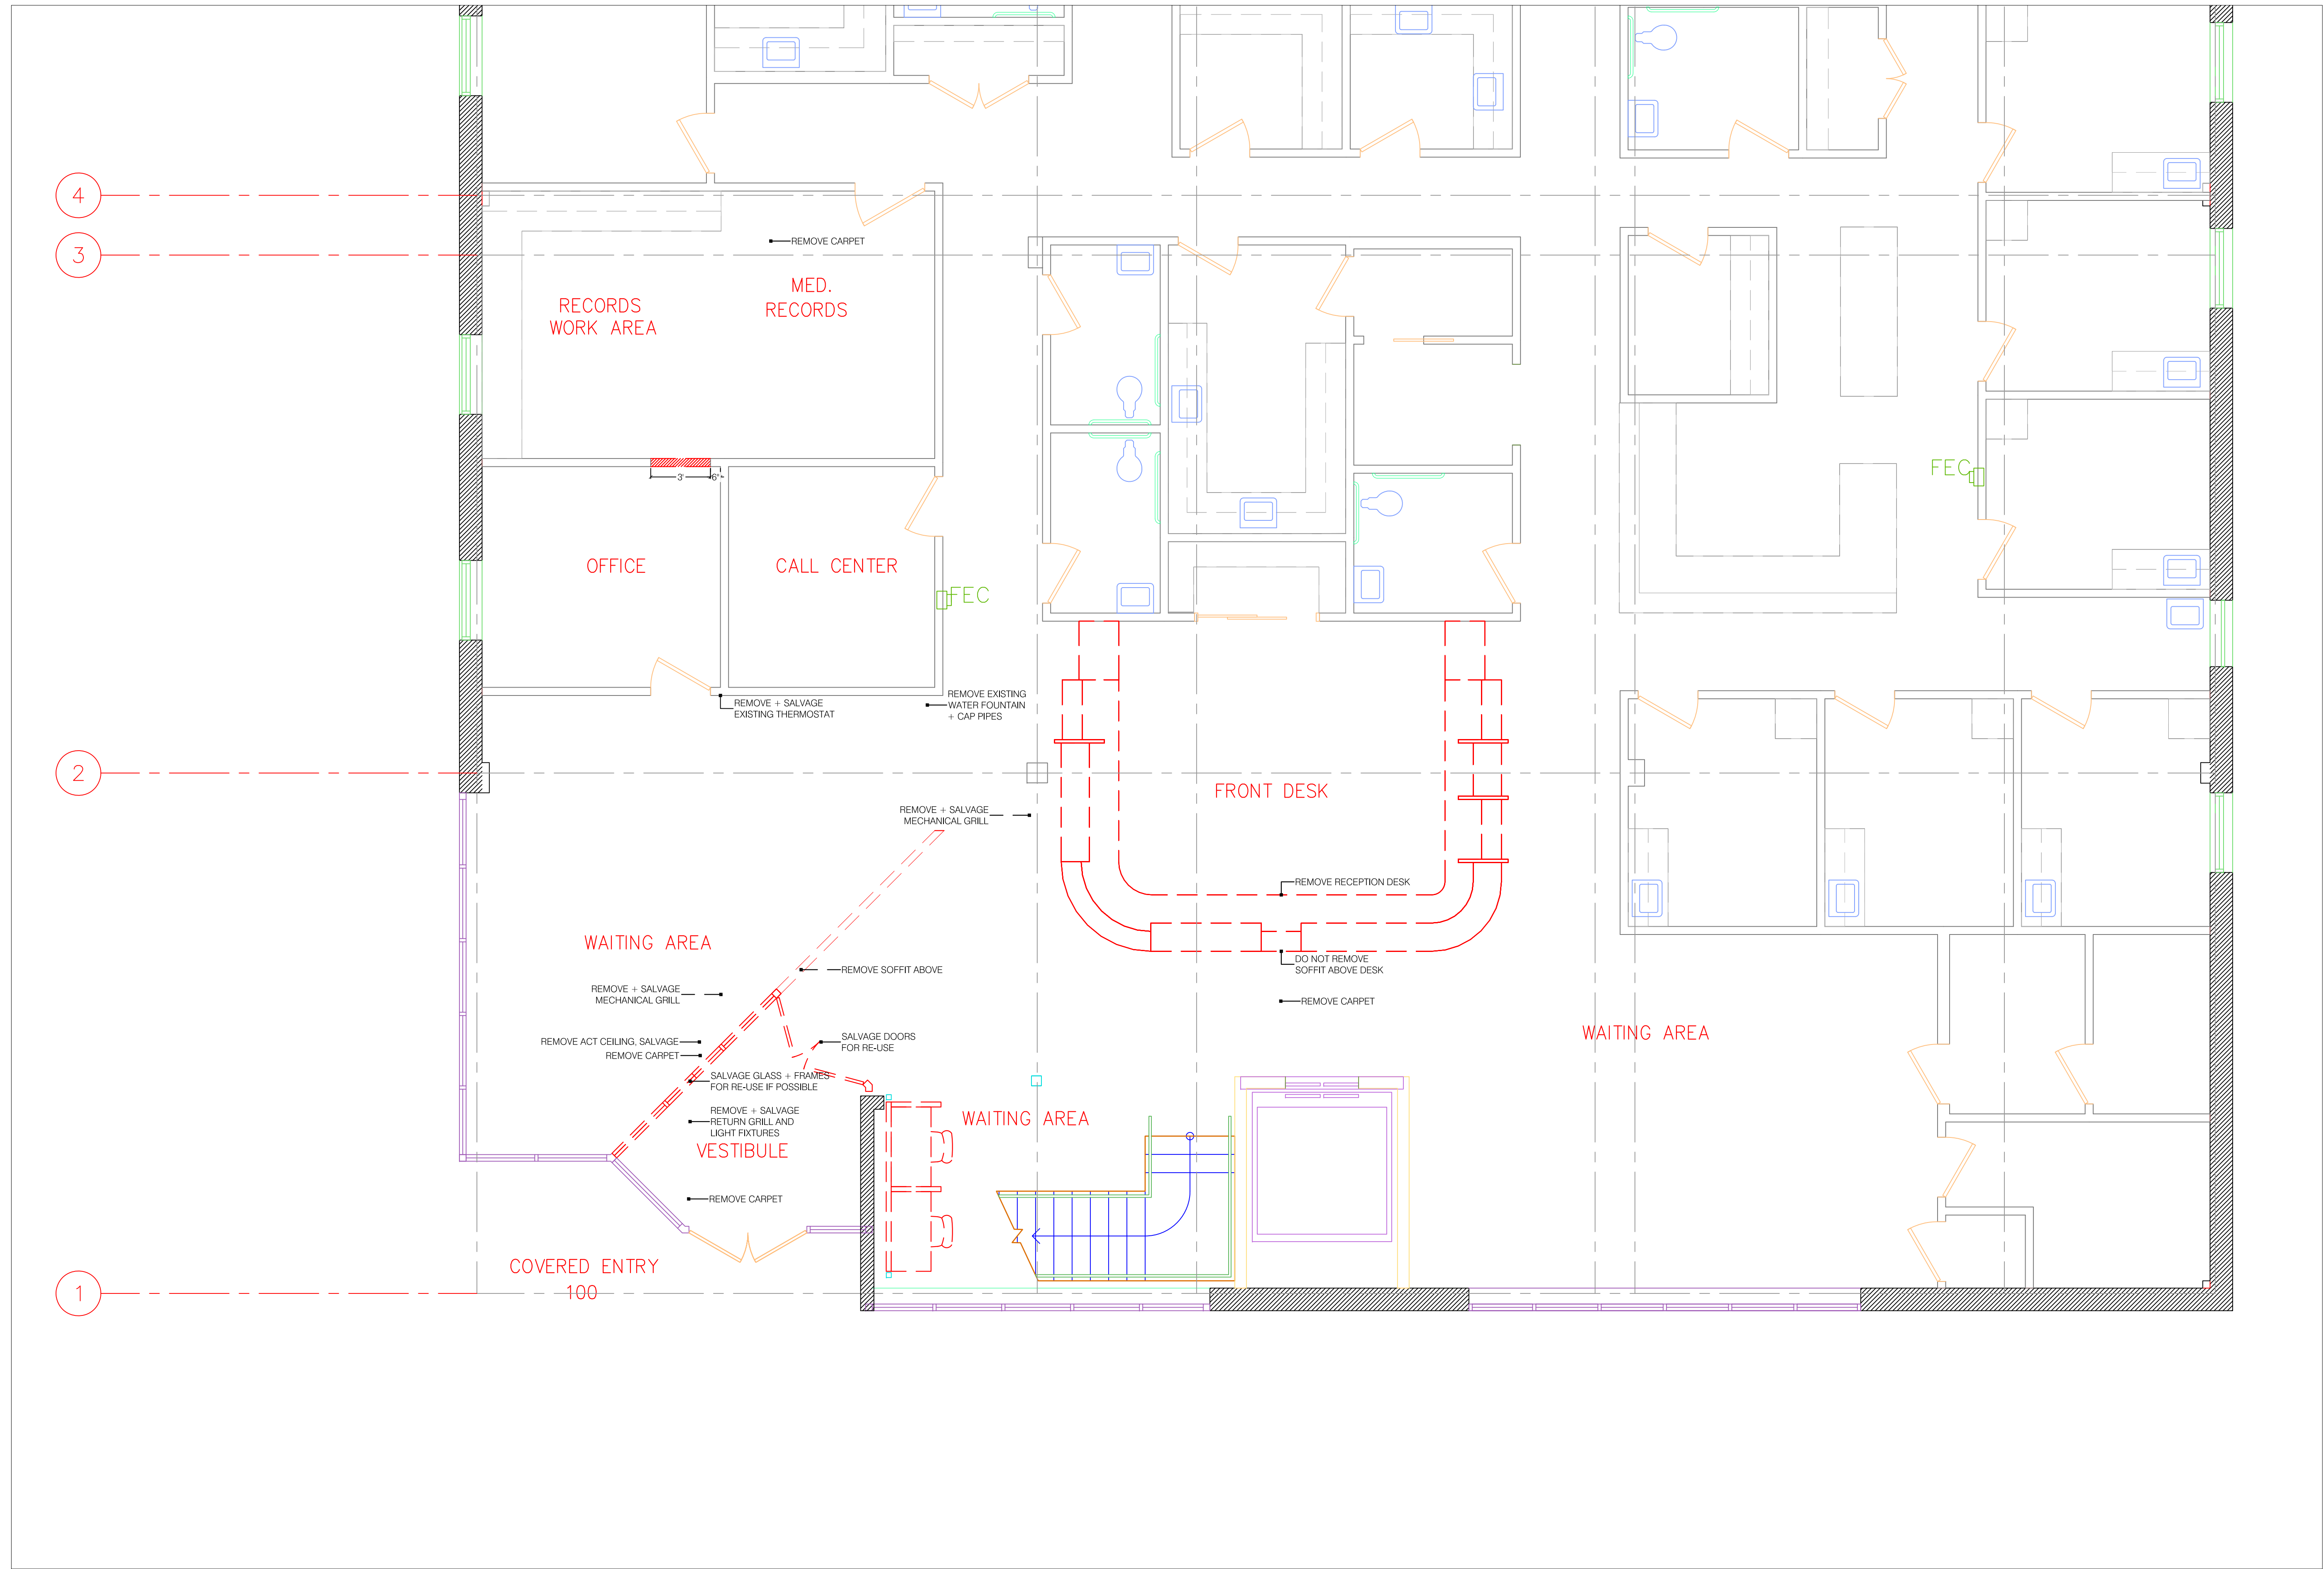 4
3
REMOVE CARPET
MED.
RECORDS
RECORDS
WORK AREA
3'
6"
FEC
OFFICE
CALL CENTER
FEC
REMOVE EXISTING
WATER FOUNTAIN
+ CAP PIPES
REMOVE + SALVAGE
EXISTING THERMOSTAT
2
FRONT DESK
REMOVE + SALVAGE
MECHANICAL GRILL
REMOVE RECEPTION DESK
WAITING AREA
REMOVE SOFFIT ABOVE
DO NOT REMOVE
SOFFIT ABOVE DESK
REMOVE + SALVAGE
MECHANICAL GRILL
REMOVE CARPET
WAITING AREA
REMOVE ACT CEILING, SALVAGE
REMOVE CARPET
SALVAGE DOORS
FOR RE-USE
SALVAGE GLASS + FRAMES
FOR RE-USE IF POSSIBLE
REMOVE + SALVAGE
RETURN GRILL AND
LIGHT FIXTURES
WAITING AREA
VESTIBULE
REMOVE CARPET
COVERED ENTRY
100
1